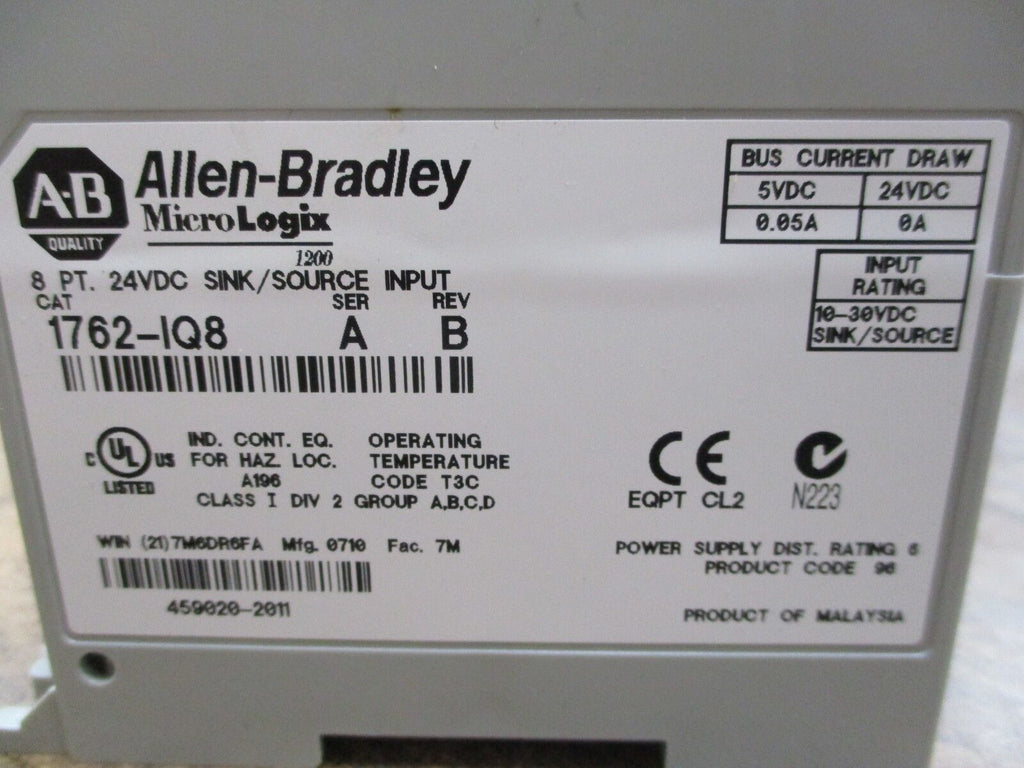 A-B
QUALITY
Allen-Bradley
MicroLogix
1200
8 PT. 24VDC SINK/SOURCE INPUT
CAT SER REV
1762-IQ8 A B
BUS CURRENT DRAW
5VDC 24VDC
0.05A 0A
INPUT
RATING
10-30VDC
SINK/SOURCE
C UL US
LISTED
IND. CONT. EQ.
FOR HAZ. LOC.
A196
OPERATING
TEMPERATURE
CODE T3C
CLASS I DIV 2 GROUP A,B,C,D
CE
EQPT CL2
N223
WIN (21)7M6DR6FA Mfg. 0710 Fac. 7M
459020-2011
POWER SUPPLY DIST. RATING 6
PRODUCT CODE 96
PRODUCT OF MALAYSIA